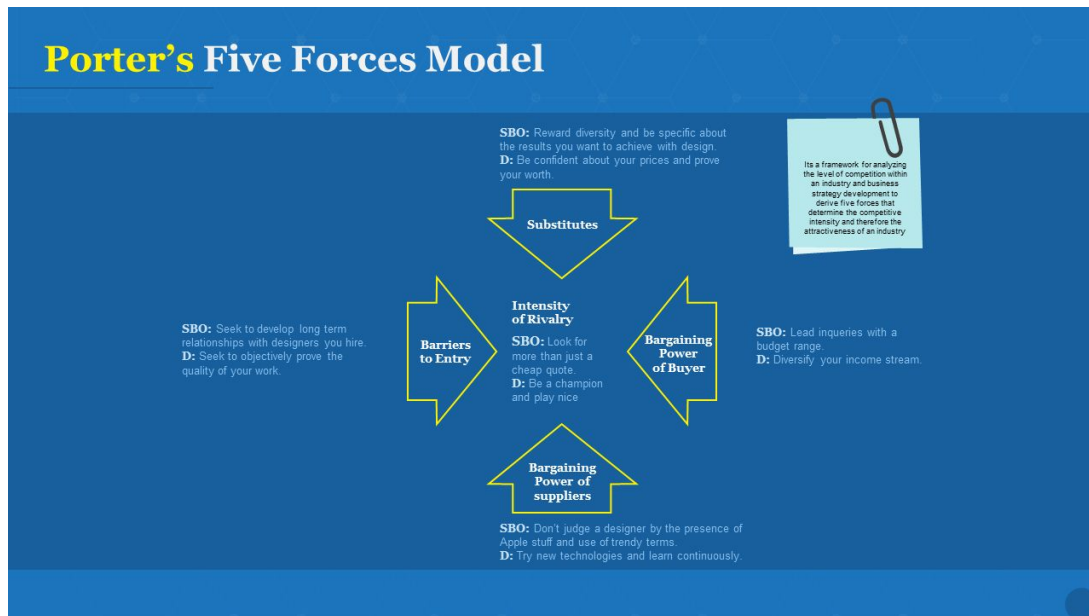 Porter’s Five Forces Model
SBO: Reward diversity and be specific about
the results you want to achieve with design.
D: Be confident about your prices and prove
your worth.
Its a framework for analyzing
the level of competition within
an industry and business
strategy development to
derive five forces that
determine the competitive
intensity and therefore the
attractiveness of an industry
Substitutes
SBO: Seek to develop long term
relationships with designers you hire.
D: Seek to objectively prove the
quality of your work.
Barriers
to Entry
Intensity
of Rivalry
SBO: Look for
more than just a
cheap quote.
D: Be a champion
and play nice
Bargaining
Power
of Buyer
SBO: Lead inqueries with a
budget range.
D: Diversify your income stream.
Bargaining
Power of
suppliers
SBO: Don’t judge a designer by the presence of
Apple stuff and use of trendy terms.
D: Try new technologies and learn continuously.